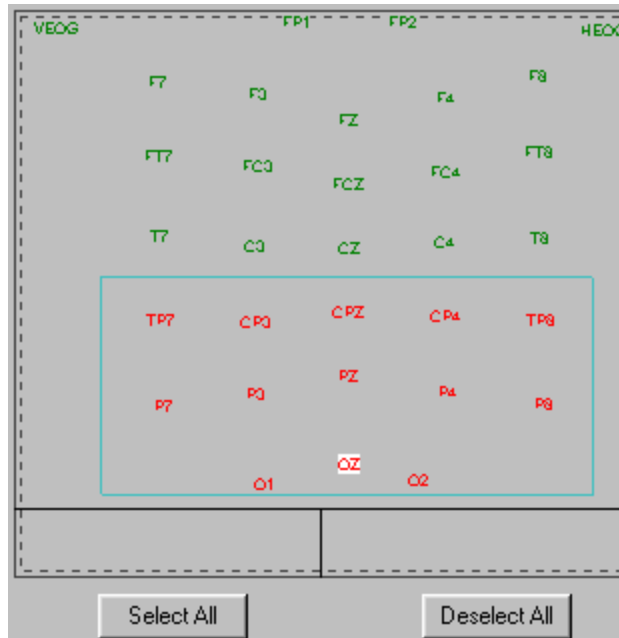 VEOG FP1 FP2 HEOG
F7 F3 FZ F4 F8
FT7 FC3 FCZ FC4 FT8
T7 C3 CZ C4 T8
TP7 CP3 CPZ CP4 TP8
P7 P3 PZ P4 P8
O1 OZ O2
Select All Deselect All